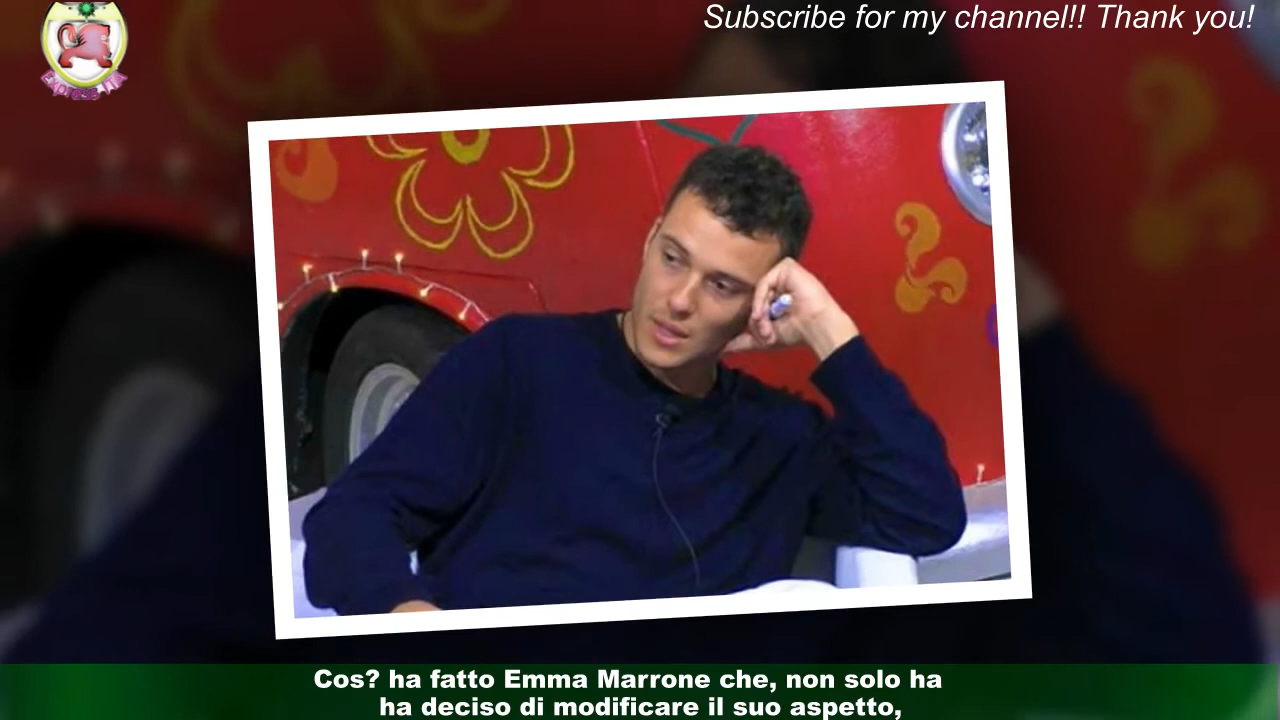 Subscribe for my channel!! Thank you!
Cos? ha fatto Emma Marrone che, non solo ha
ha deciso di modificare il suo aspetto,